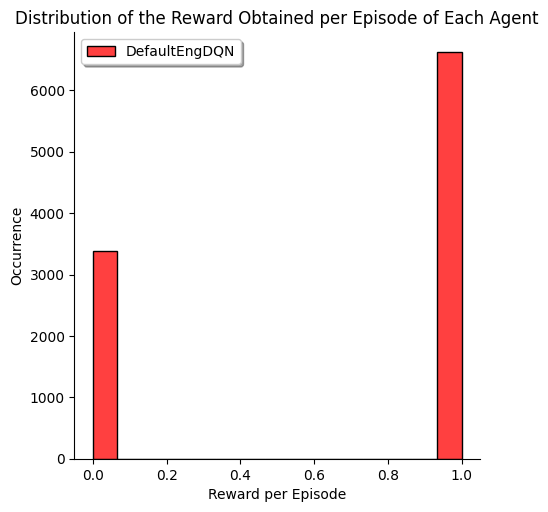 Distribution of the Reward Obtained per Episode of Each Agent
DefaultEngDQN
6000
5000
4000
3000
2000
1000
0
Occurrence
0.0 0.2 0.4 0.6 0.8 1.0
Reward per Episode